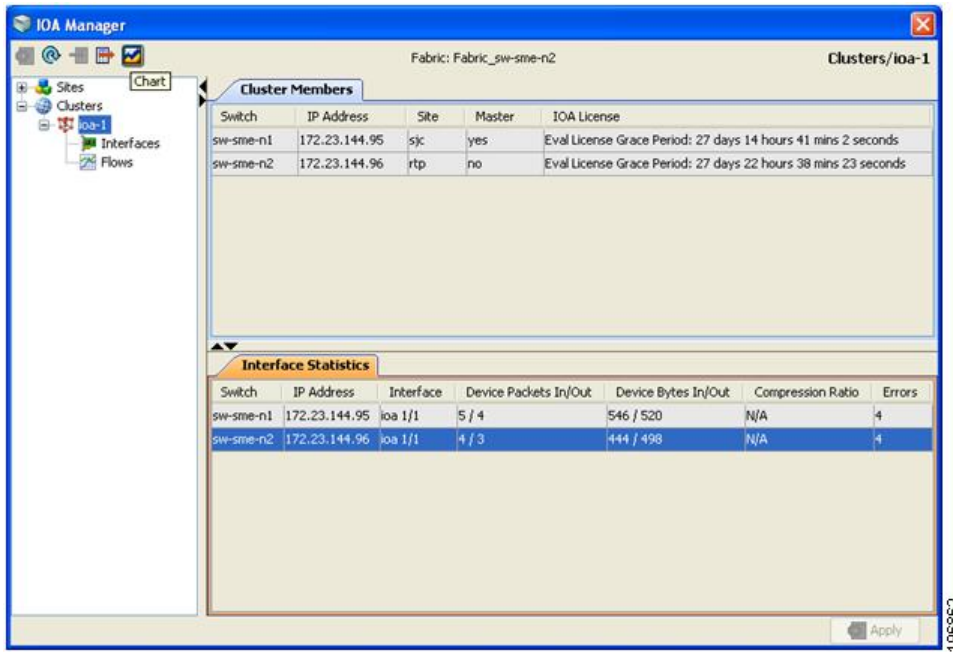 IOA Manager
Fabric: Fabric_sw-sme-n2
Clusters/ioa-1
Chart
Sites
Clusters
ioa-1
Interfaces
Flows
Cluster Members
Switch IP Address Site Master IOA License
sw-sme-n1 172.23.144.95 sjc yes Eval License Grace Period: 27 days 14 hours 41 mins 2 seconds
sw-sme-n2 172.23.144.96 rtp no Eval License Grace Period: 27 days 22 hours 38 mins 23 seconds
Interface Statistics
Switch IP Address Interface Device Packets In/Out Device Bytes In/Out Compression Ratio Errors
sw-sme-n1 172.23.144.95 ioa 1/1 5 / 4 546 / 520 N/A 4
sw-sme-n2 172.23.144.96 ioa 1/1 4 / 3 444 / 498 N/A 4
Apply